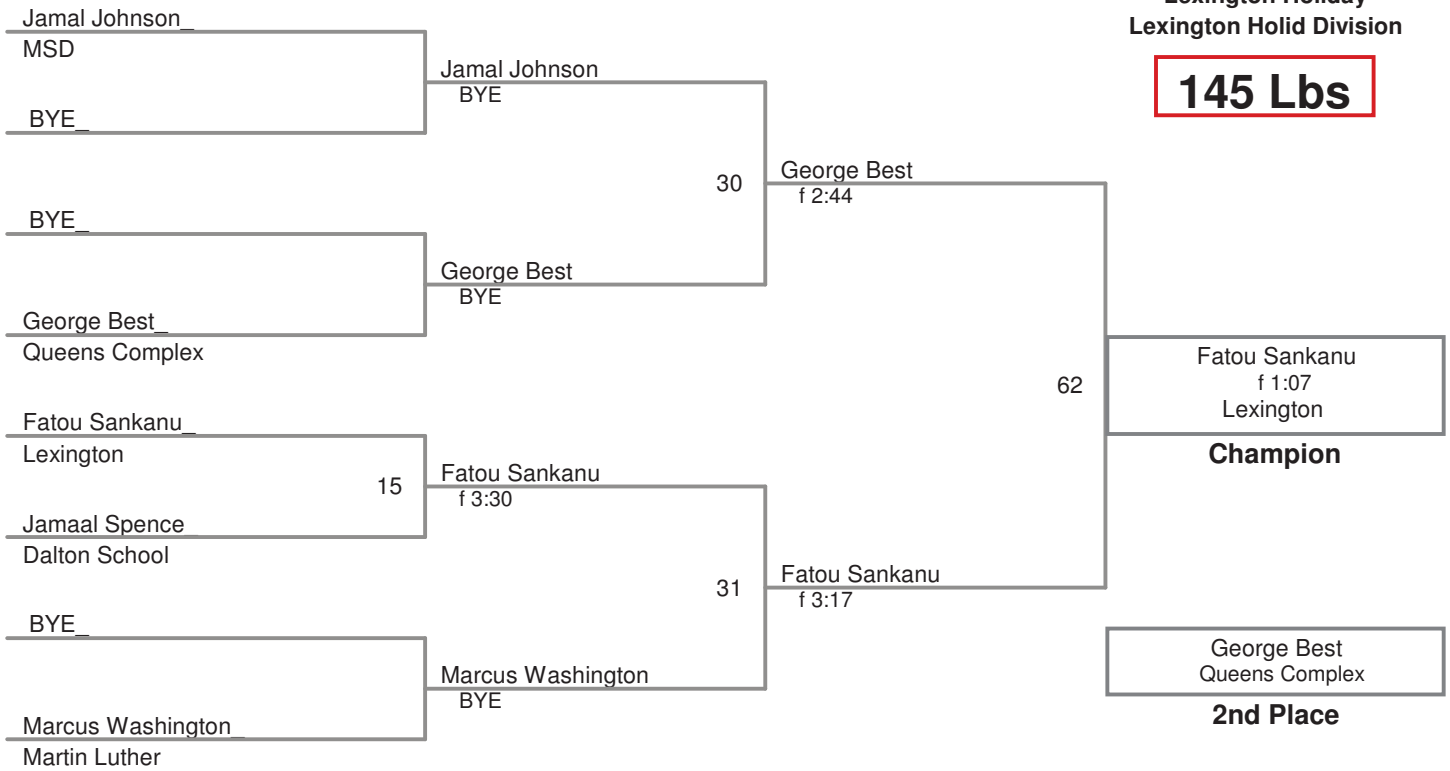 Lexington Holiday
Lexington Holid Division
145 Lbs
Jamal Johnson_
MSD
BYE_
BYE_
George Best_
Queens Complex
Fatou Sankanu_
Lexington
15
Jamaal Spence_
Dalton School
BYE_
Marcus Washington_
Martin Luther
Jamal Johnson
BYE
30
George Best
BYE
Fatou Sankanu
f 3:30
31
Marcus Washington
BYE
George Best
f 2:44
62
Fatou Sankanu
f 3:17
Fatou Sankanu
f 1:07
Lexington
Champion
George Best
Queens Complex
2nd Place